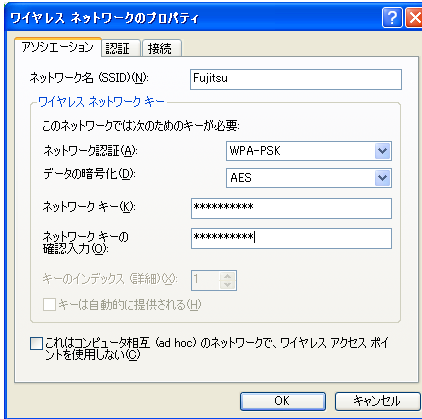 ワイヤレス ネットワークのプロパティ
アソシエーション 認証 接続
ネットワーク名 (SSID)(N): Fujitsu
ワイヤレス ネットワーク キー
このネットワークでは次のためのキーが必要:
ネットワーク認証(A): WPA-PSK
データの暗号化(D): AES
ネットワーク キー(K): **********
ネットワーク キーの
確認入力(O): **********
キーのインデックス (詳細)(X): 1
キーは自動的に提供される(H)
これはコンピュータ相互 (ad hoc) のネットワークで、ワイヤレス アクセス ポイ
ントを使用しない(C)
OK キャンセル